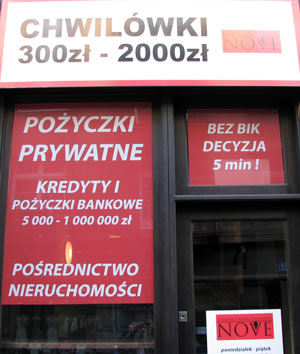 CHWILÓWKI
300zł - 2000zł
NOVE
POŻYCZKI
PRYWATNE
KREDYTY I
POŻYCZKI BANKOWE
5 000 - 1 000 000 zł
POŚREDNICTWO
NIERUCHOMOŚCI
BEZ BIK
DECYZJA
5 min !
NOVE
poniedziałek - piątek